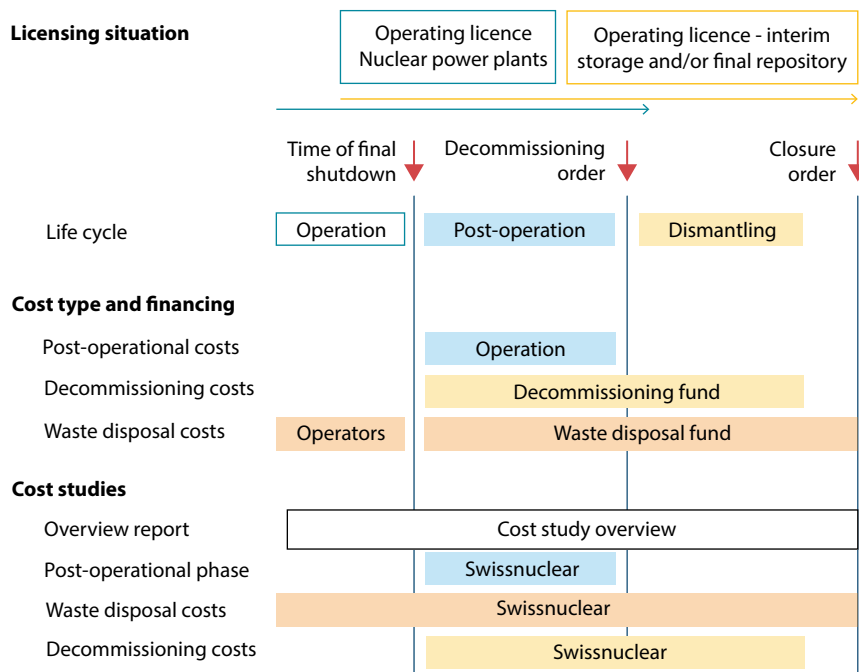 Licensing situation
Operating licence
Nuclear power plants
Operating licence - interim
storage and/or final repository
Time of final
shutdown
Decommissioning
order
Closure
order
Life cycle
Operation
Post-operation
Dismantling
Cost type and financing
Post-operational costs
Operation
Decommissioning costs
Decommissioning fund
Waste disposal costs
Operators
Waste disposal fund
Cost studies
Overview report
Cost study overview
Post-operational phase
Swissnuclear
Waste disposal costs
Swissnuclear
Decommissioning costs
Swissnuclear